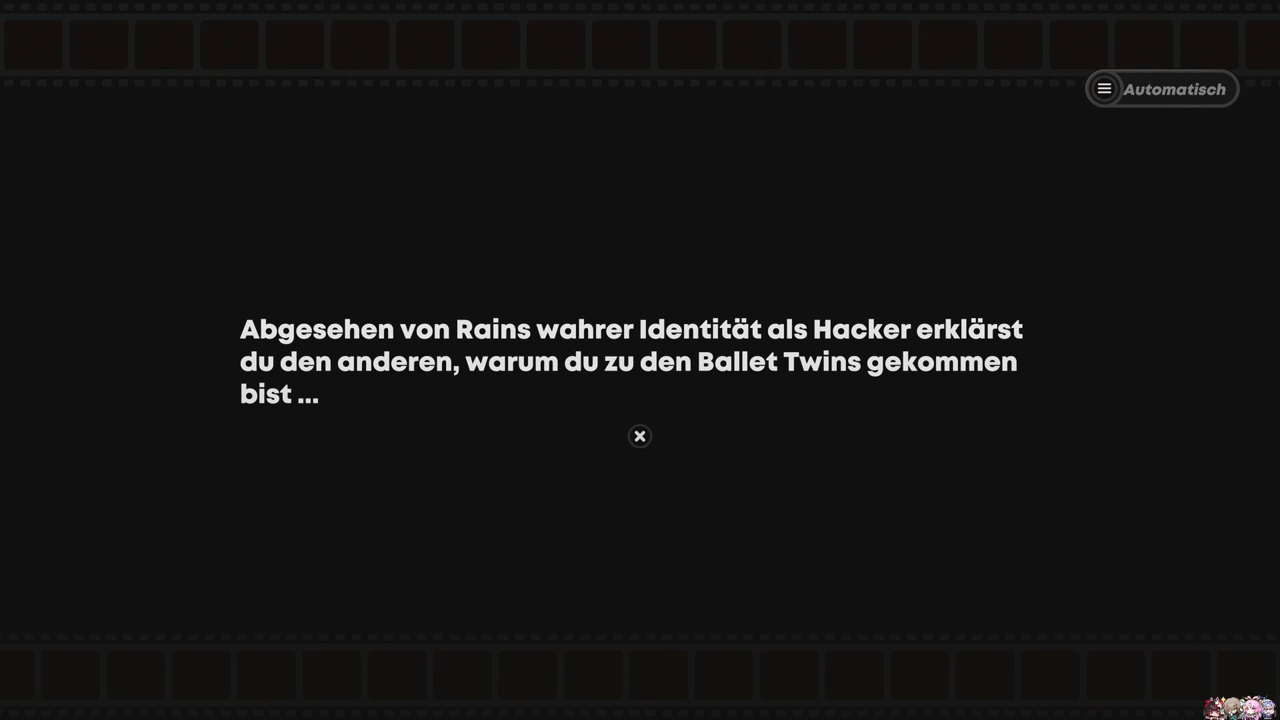 Automatisch
Abgesehen von Rains wahrer Identität als Hacker erklärst
du den anderen, warum du zu den Ballet Twins gekommen
bist ...